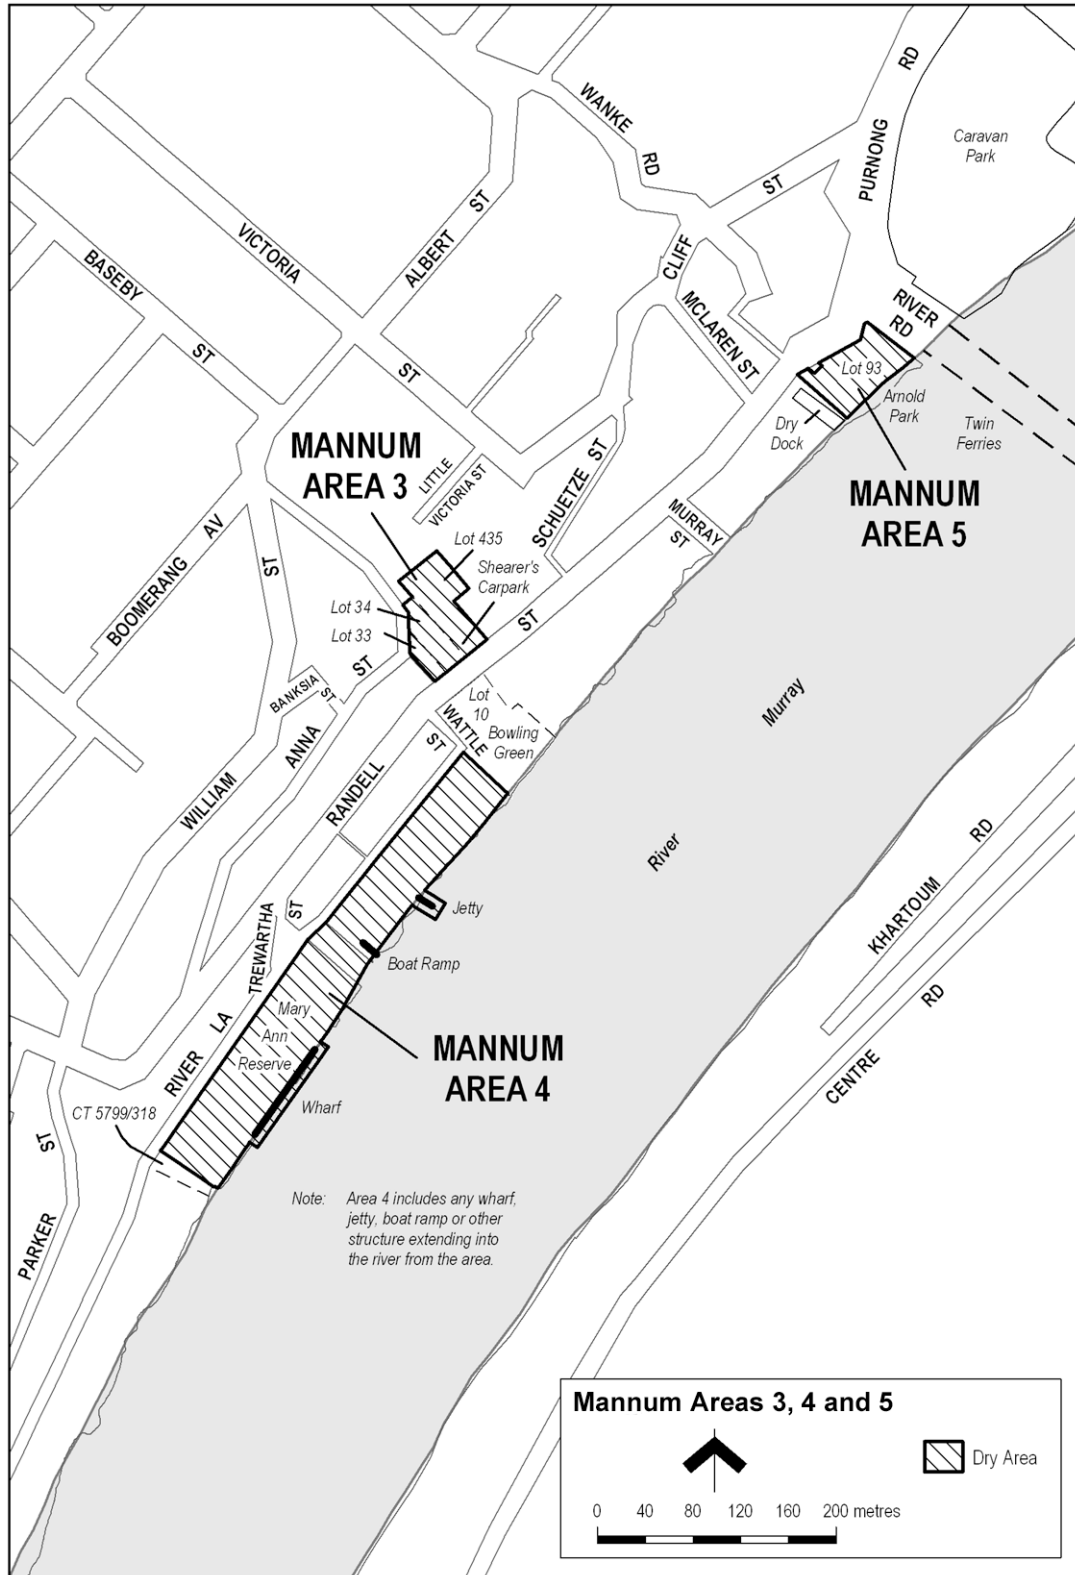 WANKE
RD
PURNONG
RD
Caravan
Park
VICTORIA
ST
ALBERT
ST
BASEBY
ST
CLIFF
ST
MCLAREN ST
RIVER
RD
Lot 93
Arnold
Park
Dry
Dock
Twin
Ferries
MANNUM
AREA 5
MANNUM
AREA 3
LITTLE
VICTORIA ST
SCHUETZE ST
MURRAY
ST
BOOMERANG AV
Lot 435
Shearer's
Carpark
Lot 34
Lot 33
BANKSIA
ST
WILLIAM
ST
ANNA
ST
RANDELL
ST
WATTLE
ST
Lot
10
Bowling
Green
Murray
River
Jetty
Boat Ramp
LA
TREWARTHA
ST
Mary
Ann
Reserve
MANNUM
AREA 4
RIVER
Wharf
CT 5799/318
PARKER
ST
KHARTOUM
RD
CENTRE
RD
Note: Area 4 includes any wharf,
jetty, boat ramp or other
structure extending into
the river from the area.
Mannum Areas 3, 4 and 5
Dry Area
0 40 80 120 160 200 metres